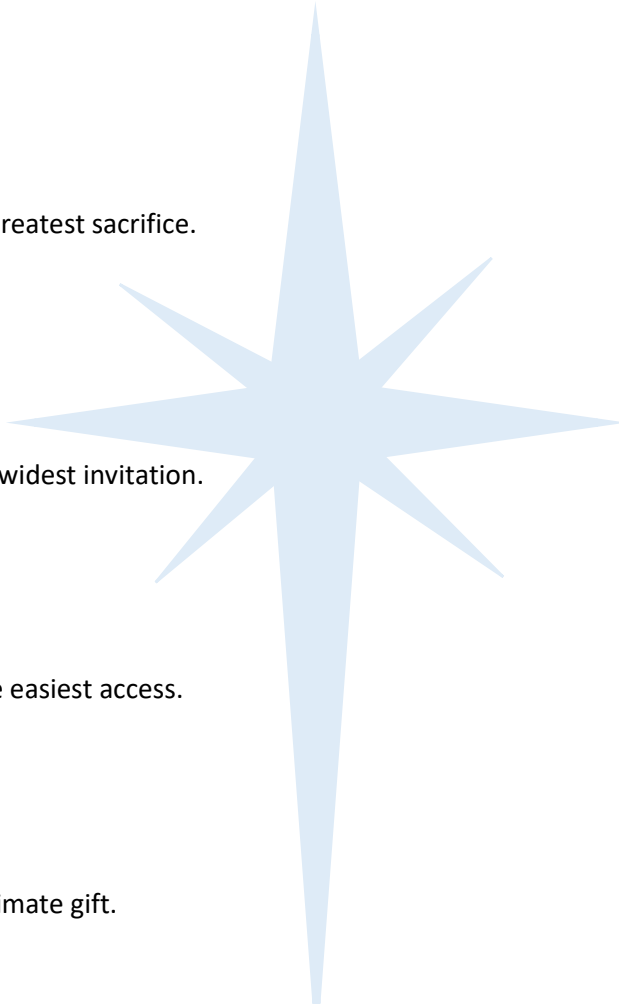 reatest sacrifice.
widest invitation.
e easiest access.
imate gift.